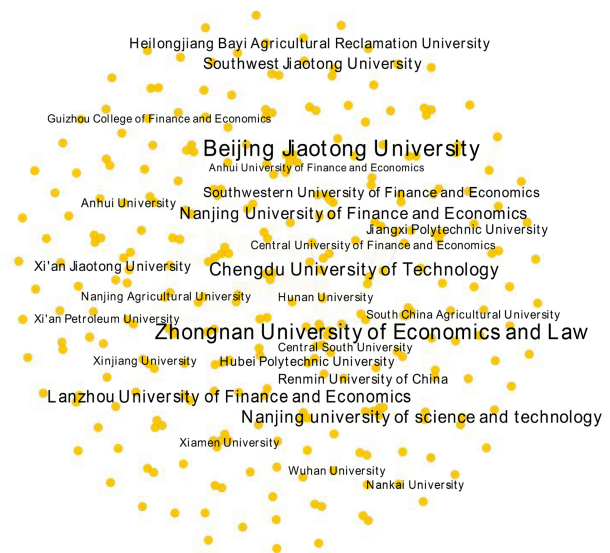 Heilongjiang Bayi Agricultural Reclamation University
Southwest Jiaotong University
Guizhou College of Finance and Economics
Beijing Jiaotong University
Anhui University of Finance and Economics
Southwestern University of Finance and Economics
Anhui University
Nanjing University of Finance and Economics
Jiangxi Polytechnic University
Central University of Finance and Economics
Xi'an Jiaotong University
Chengdu University of Technology
Nanjing Agricultural University
Hunan University
South China Agricultural University
Xi'an Petroleum University
Zhongnan University of Economics and Law
Central South University
Xinjiang University
Hubei Polytechnic University
Renmin University of China
Lanzhou University of Finance and Economics
Nanjing university of science and technology
Xiamen University
Wuhan University
Nankai University